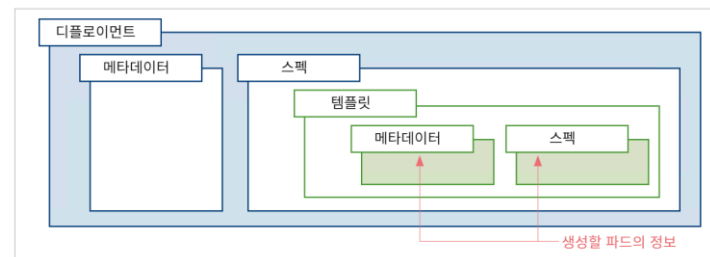 디플로이먼트
메타데이터
스펙
템플릿
메타데이터
스펙
생성할 파드의 정보